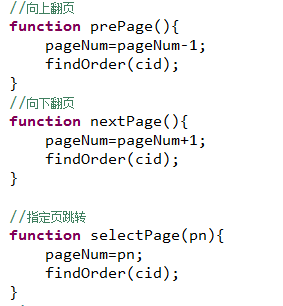 //向上翻页
function prePage(){
    pageNum=pageNum-1;
    findOrder(cid);
}
//向下翻页
function nextPage(){
    pageNum=pageNum+1;
    findOrder(cid);
}

//指定页跳转
function selectPage(pn){
    pageNum=pn;
    findOrder(cid);
}